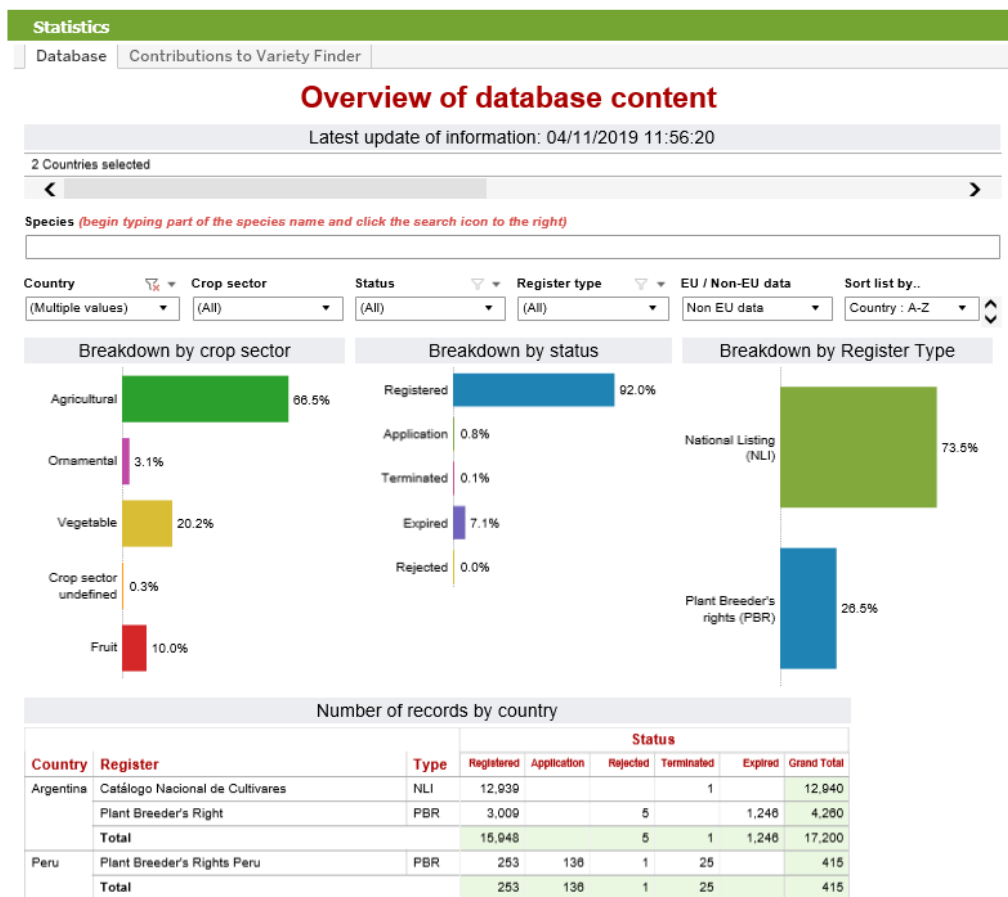 Statistics
Database Contributions to Variety Finder
Overview of database content
Latest update of information: 04/11/2019 11:56:20
2 Countries selected
Species (begin typing part of the species name and click the search icon to the right)
Country Crop sector Status Register type EU / Non-EU data Sort list by..
(Multiple values) (All) (All) (All) Non EU data Country : A-Z
Breakdown by crop sector
Agricultural 66.5%
Ornamental 3.1%
Vegetable 20.2%
Crop sector
undefined 0.3%
Fruit 10.0%
Breakdown by status
Registered 92.0%
Application 0.8%
Terminated 0.1%
Expired 7.1%
Rejected 0.0%
Breakdown by Register Type
National Listing
(NLI) 73.5%
Plant Breeder's
rights (PBR) 26.5%
Number of records by country
Status
Country Register Type Registered Application Rejected Terminated Expired Grand Total
Argentina Catálogo Nacional de Cultivares NLI 12,939 1 12,940
Plant Breeder's Right PBR 3,009 5 1,246 4,260
Total 15,948 5 1 1,246 17,200
Peru Plant Breeder's Rights Peru PBR 253 136 1 25 415
Total 253 136 1 25 415